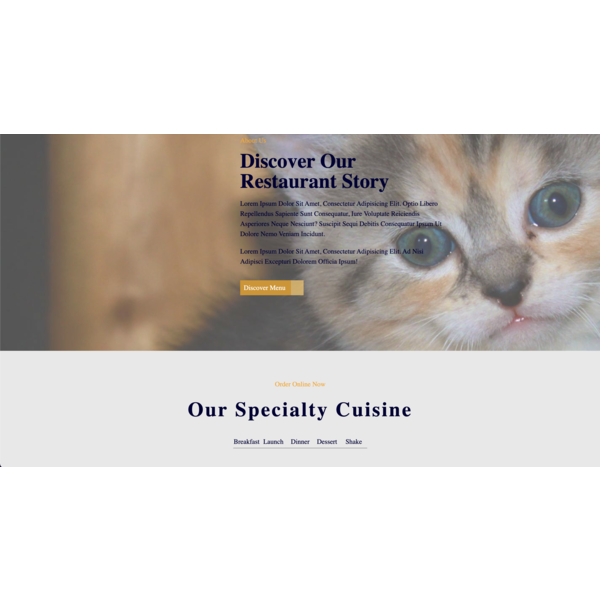 About Us
Discover Our
Restaurant Story
Lorem Ipsum Dolor Sit Amet, Consectetur Adipisicing Elit. Optio Libero
Repellendus Sapiente Sunt Consequatur, Iure Voluptate Reiciendis
Asperiores Neque Nesciunt? Suscipit Sequi Debitis Consequatur Ipsum Ut
Dolore Nemo Veniam Incidunt.
Lorem Ipsum Dolor Sit Amet, Consectetur Adipisicing Elit. Ad Nisi
Adipisci Excepturi Dolorem Officia Ipsum!
Discover Menu
Order Online Now
Our Specialty Cuisine
Breakfast Launch Dinner Dessert Shake